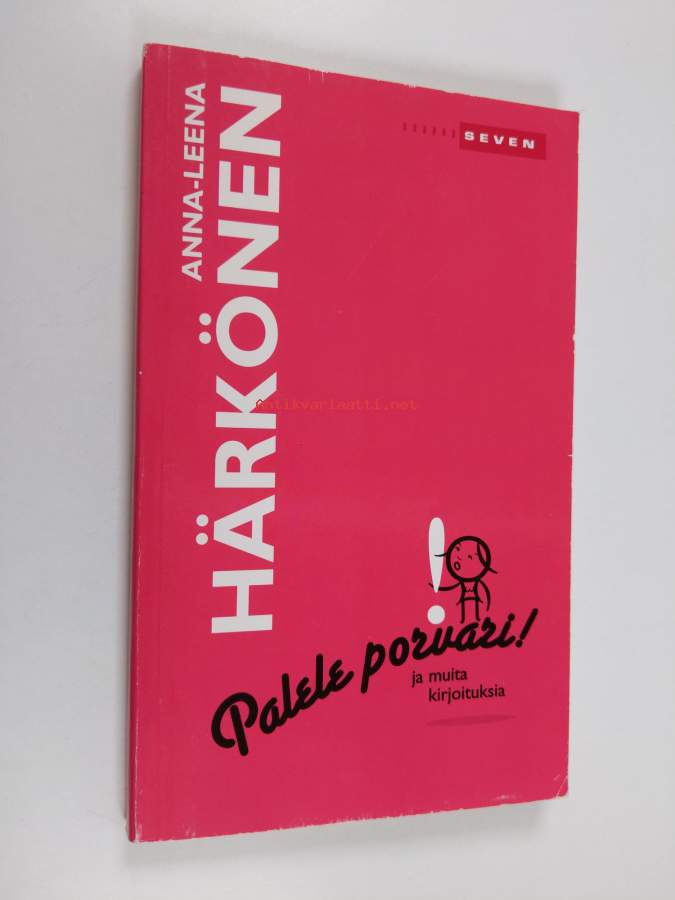 ANNA-LEENA
HÄRKÖNEN
SEVEN
Antikvariaatti.net
!
Palele porvari!
ja muita
kirjoituksia